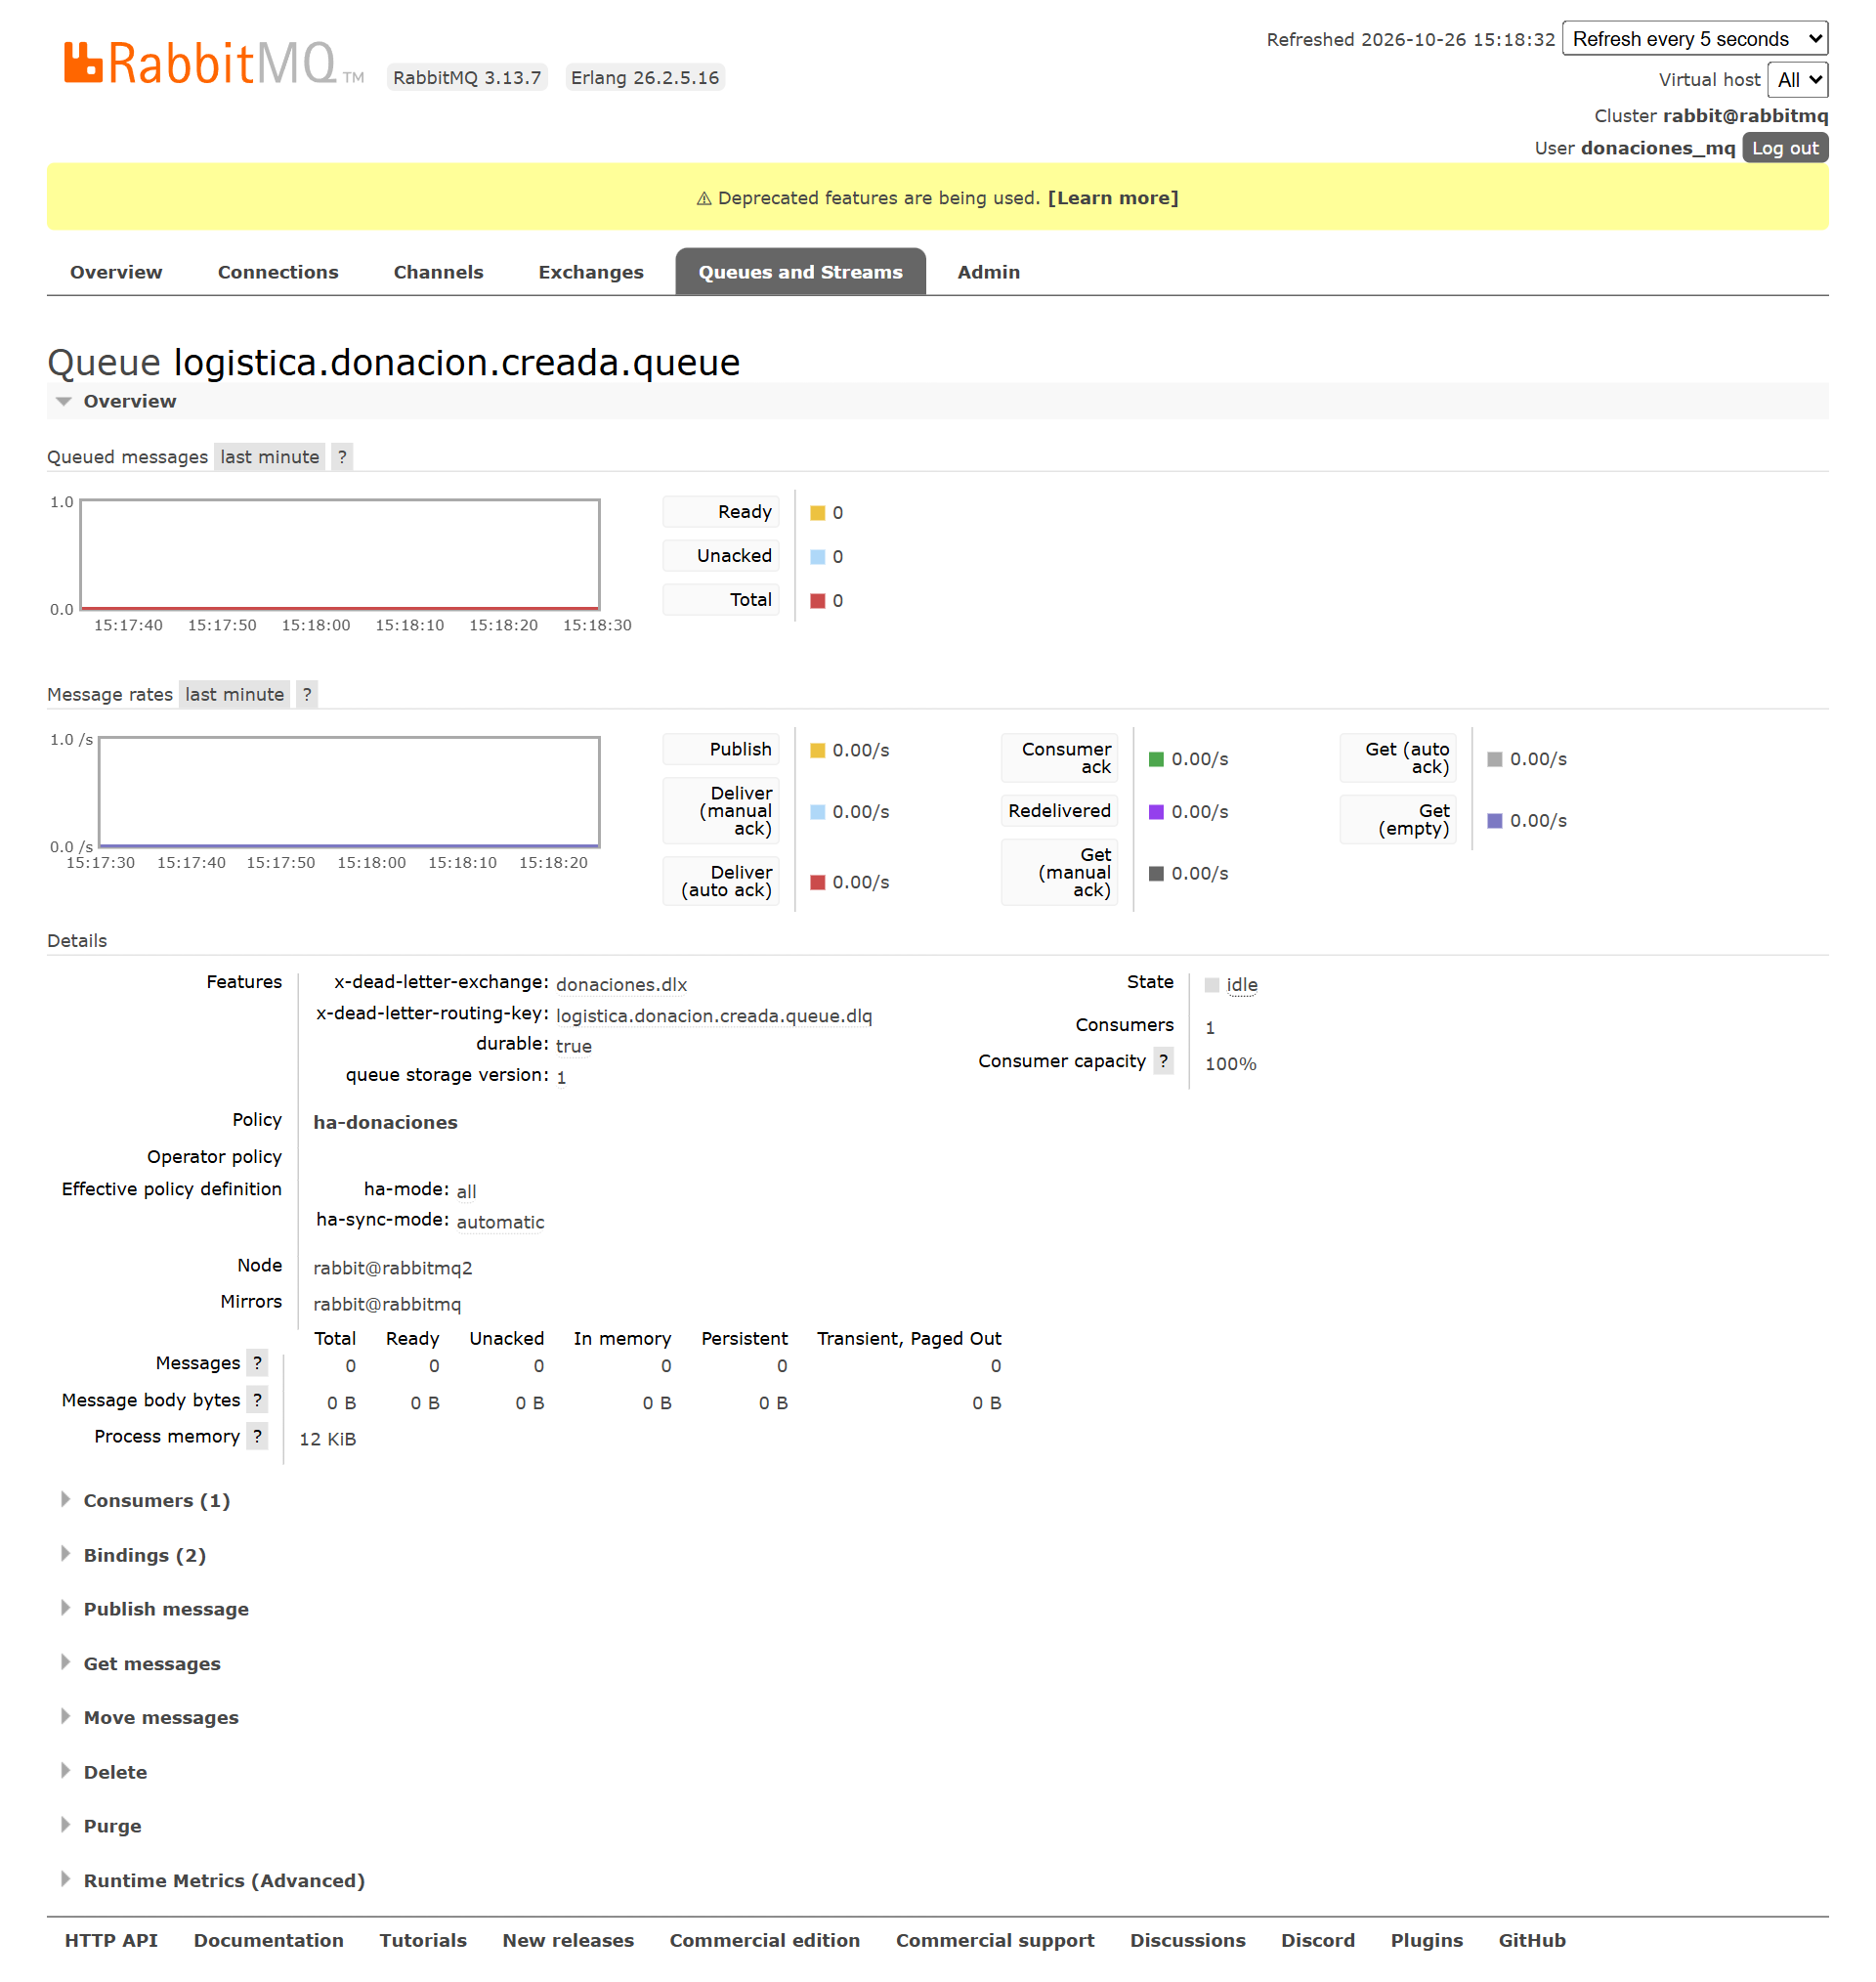 RabbitMQ TM RabbitMQ 3.13.7 Erlang 26.2.5.16
Refreshed 2026-10-26 15:18:32 Refresh every 5 seconds
Virtual host All
Cluster rabbit@rabbitmq
User donaciones_mq Log out
⚠ Deprecated features are being used. [Learn more]
Overview Connections Channels Exchanges Queues and Streams Admin
Queue logistica.donacion.creada.queue
Overview
Queued messages last minute ?
1.0
0.0
15:17:40 15:17:50 15:18:00 15:18:10 15:18:20 15:18:30
Ready 0
Unacked 0
Total 0
Message rates last minute ?
1.0 /s
0.0 /s
15:17:30 15:17:40 15:17:50 15:18:00 15:18:10 15:18:20
Publish 0.00/s
Deliver
(manual 0.00/s
ack)
Deliver
(auto ack) 0.00/s
Consumer
ack 0.00/s
Redelivered 0.00/s
Get
(manual 0.00/s
ack)
Get (auto
ack) 0.00/s
Get
(empty) 0.00/s
Details
Features x-dead-letter-exchange: donaciones.dlx
x-dead-letter-routing-key: logistica.donacion.creada.queue.dlq
durable: true
queue storage version: 1
Policy ha-donaciones
Operator policy
Effective policy definition ha-mode: all
ha-sync-mode: automatic
Node rabbit@rabbitmq2
Mirrors rabbit@rabbitmq
State idle
Consumers 1
Consumer capacity ? 100%
Total Ready Unacked In memory Persistent Transient, Paged Out
Messages ? 0 0 0 0 0 0
Message body bytes ? 0 B 0 B 0 B 0 B 0 B 0 B
Process memory ? 12 KiB
Consumers (1)
Bindings (2)
Publish message
Get messages
Move messages
Delete
Purge
Runtime Metrics (Advanced)
HTTP API Documentation Tutorials New releases Commercial edition Commercial support Discussions Discord Plugins GitHub